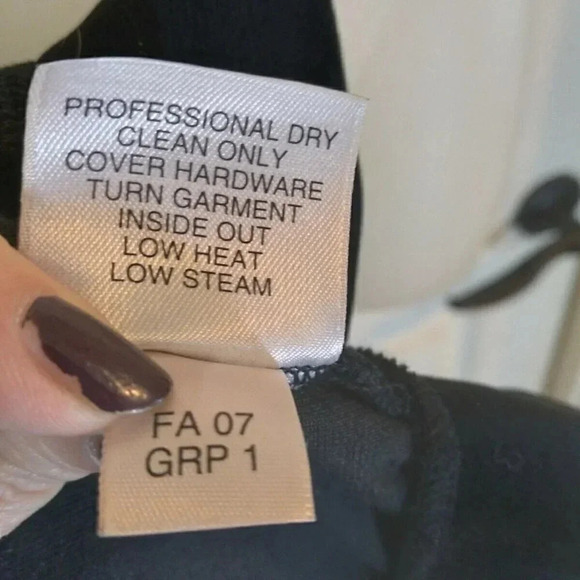 PROFESSIONAL DRY
CLEAN ONLY
COVER HARDWARE
TURN GARMENT
INSIDE OUT
LOW HEAT
LOW STEAM
FA 07
GRP 1